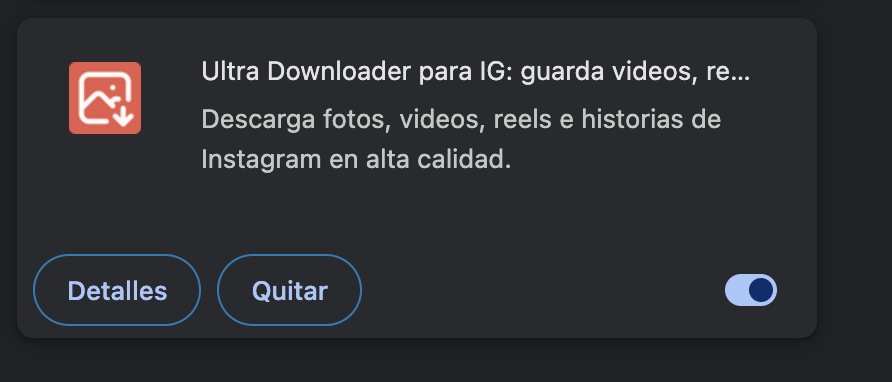 Ultra Downloader para IG: guarda videos, re...
Descarga fotos, videos, reels e historias de
Instagram en alta calidad.
Detalles
Quitar